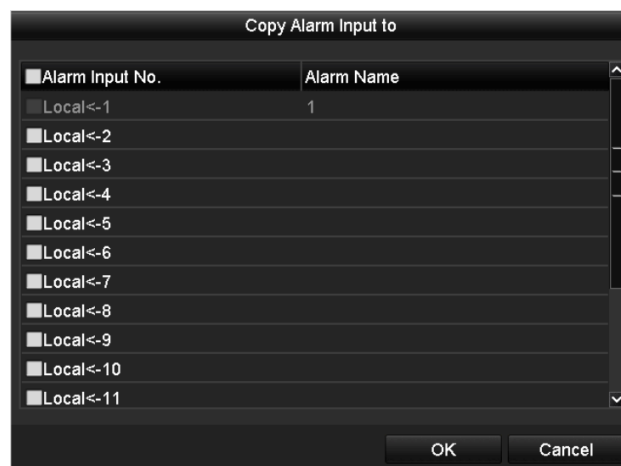 Copy Alarm Input to
Alarm Input No. Alarm Name
Local<-1 1
Local<-2
Local<-3
Local<-4
Local<-5
Local<-6
Local<-7
Local<-8
Local<-9
Local<-10
Local<-11
OK Cancel